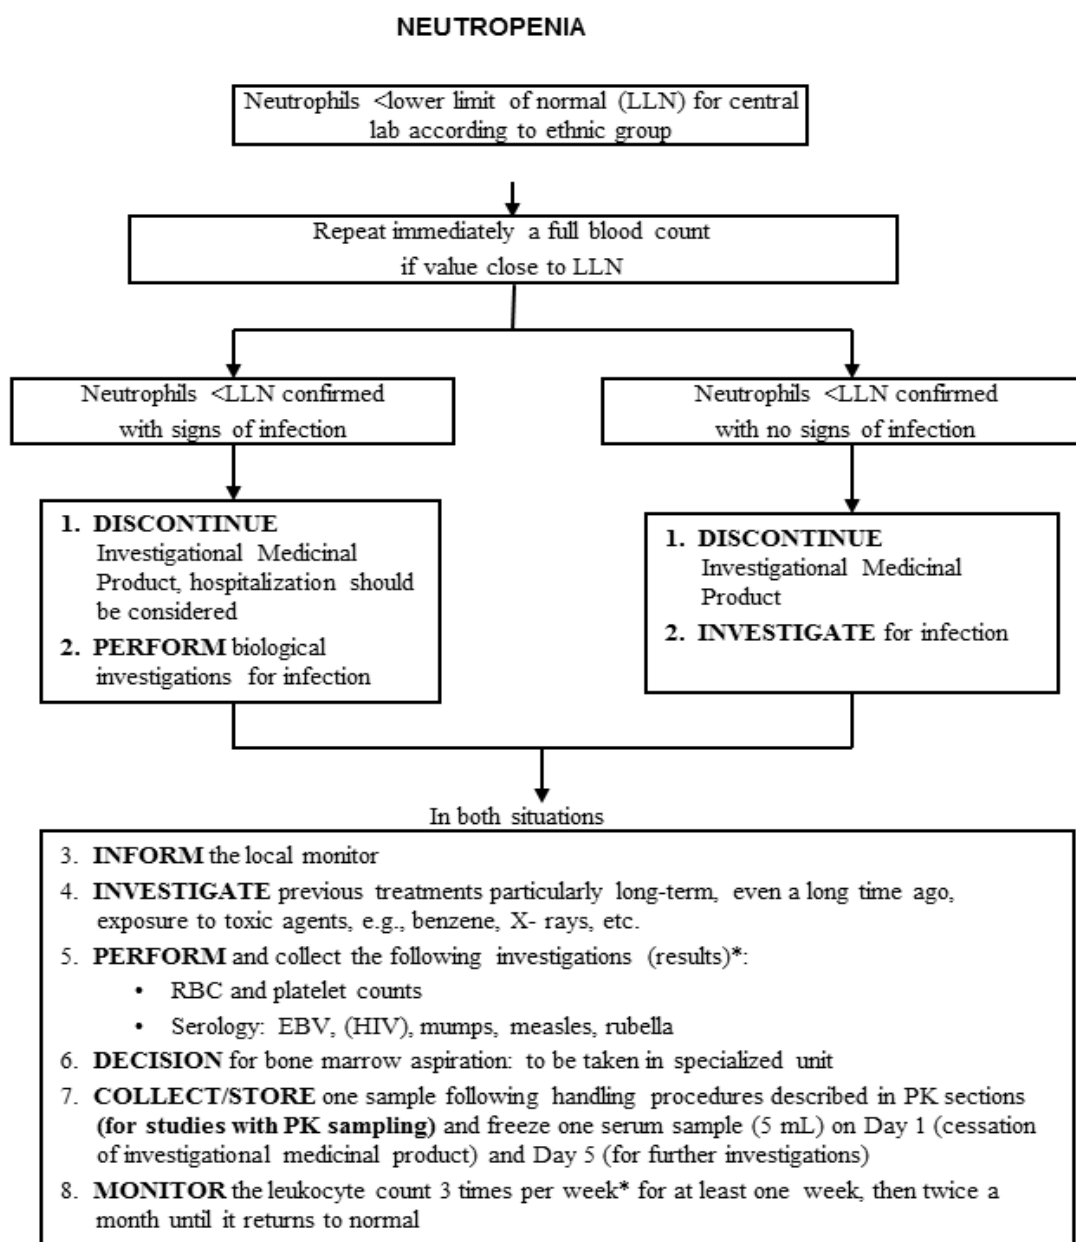 NEUTROPENIA
Neutrophils <lower limit of normal (LLN) for central
lab according to ethnic group
Repeat immediately a full blood count
if value close to LLN
Neutrophils <LLN confirmed
with signs of infection
Neutrophils <LLN confirmed
with no signs of infection
1. DISCONTINUE
Investigational Medicinal
Product, hospitalization should
be considered
2. PERFORM biological
investigations for infection
1. DISCONTINUE
Investigational Medicinal
Product
2. INVESTIGATE for infection
In both situations
3. INFORM the local monitor
4. INVESTIGATE previous treatments particularly long-term, even a long time ago,
exposure to toxic agents, e.g., benzene, X- rays, etc.
5. PERFORM and collect the following investigations (results)*:
• RBC and platelet counts
• Serology: EBV, (HIV), mumps, measles, rubella
6. DECISION for bone marrow aspiration: to be taken in specialized unit
7. COLLECT/STORE one sample following handling procedures described in PK sections
(for studies with PK sampling) and freeze one serum sample (5 mL) on Day 1 (cessation
of investigational medicinal product) and Day 5 (for further investigations)
8. MONITOR the leukocyte count 3 times per week* for at least one week, then twice a
month until it returns to normal